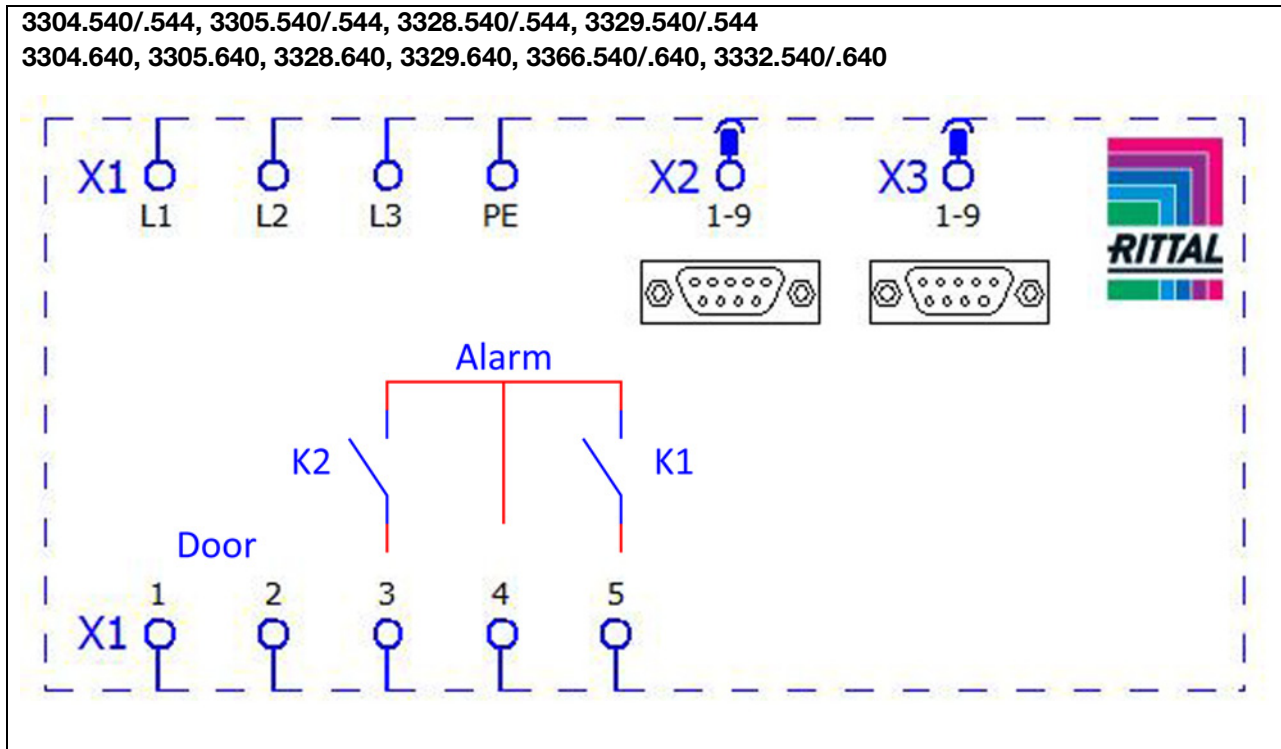 3304.540/.544, 3305.540/.544, 3328.540/.544, 3329.540/.544
3304.640, 3305.640, 3328.640, 3329.640, 3366.540/.640, 3332.540/.640
X1 X2 X3
L1 L2 L3 PE 1-9 1-9
RITTAL
Alarm
K2 K1
Door
1 2 3 4 5
X1